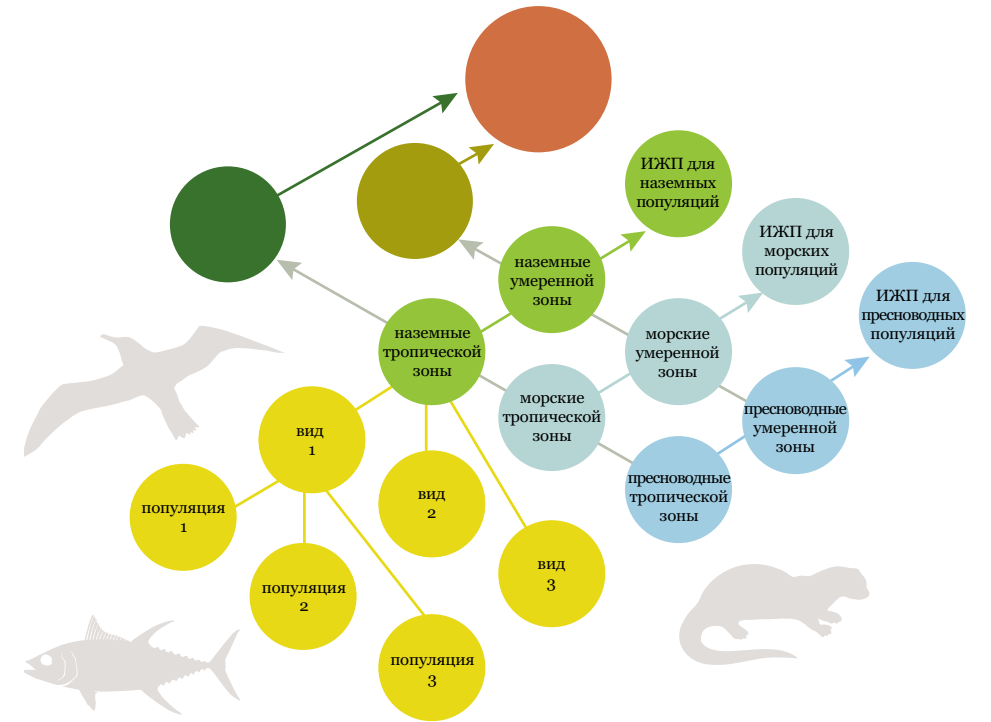 ИЖП для
наземных
популяций
ИЖП для
морских
популяций
наземные
умеренной
зоны
ИЖП для
пресноводных
популяций
наземные
тропической
зоны
морские
умеренной
зоны
морские
тропической
зоны
пресноводные
умеренной
зоны
вид
1
пресноводные
тропической
зоны
вид
2
популяция
1
вид
3
популяция
2
популяция
3